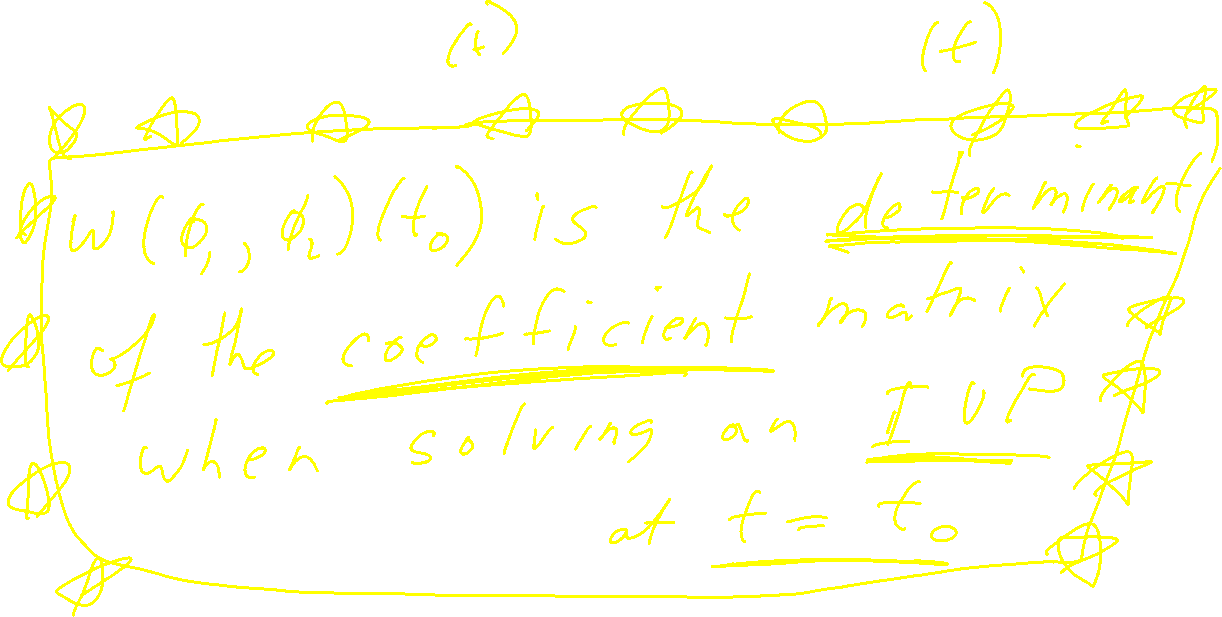 (t) (t)
W(ϕ₁, ϕ₂)(t₀) is the determinant
of the coefficient matrix
when solving an IVP
at t = t₀